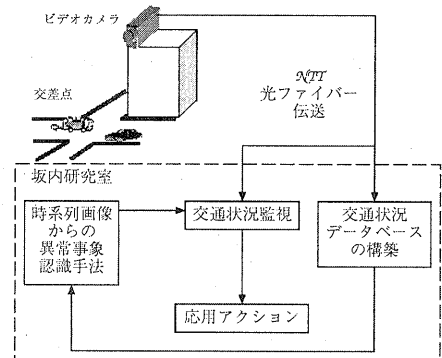 ビデオカメラ
交差点
NTT
光ファイバー
伝送
坂内研究室
時系列画像
からの
異常事象
認識手法
交通状況監視
交通状況
データベース
の構築
応用アクション